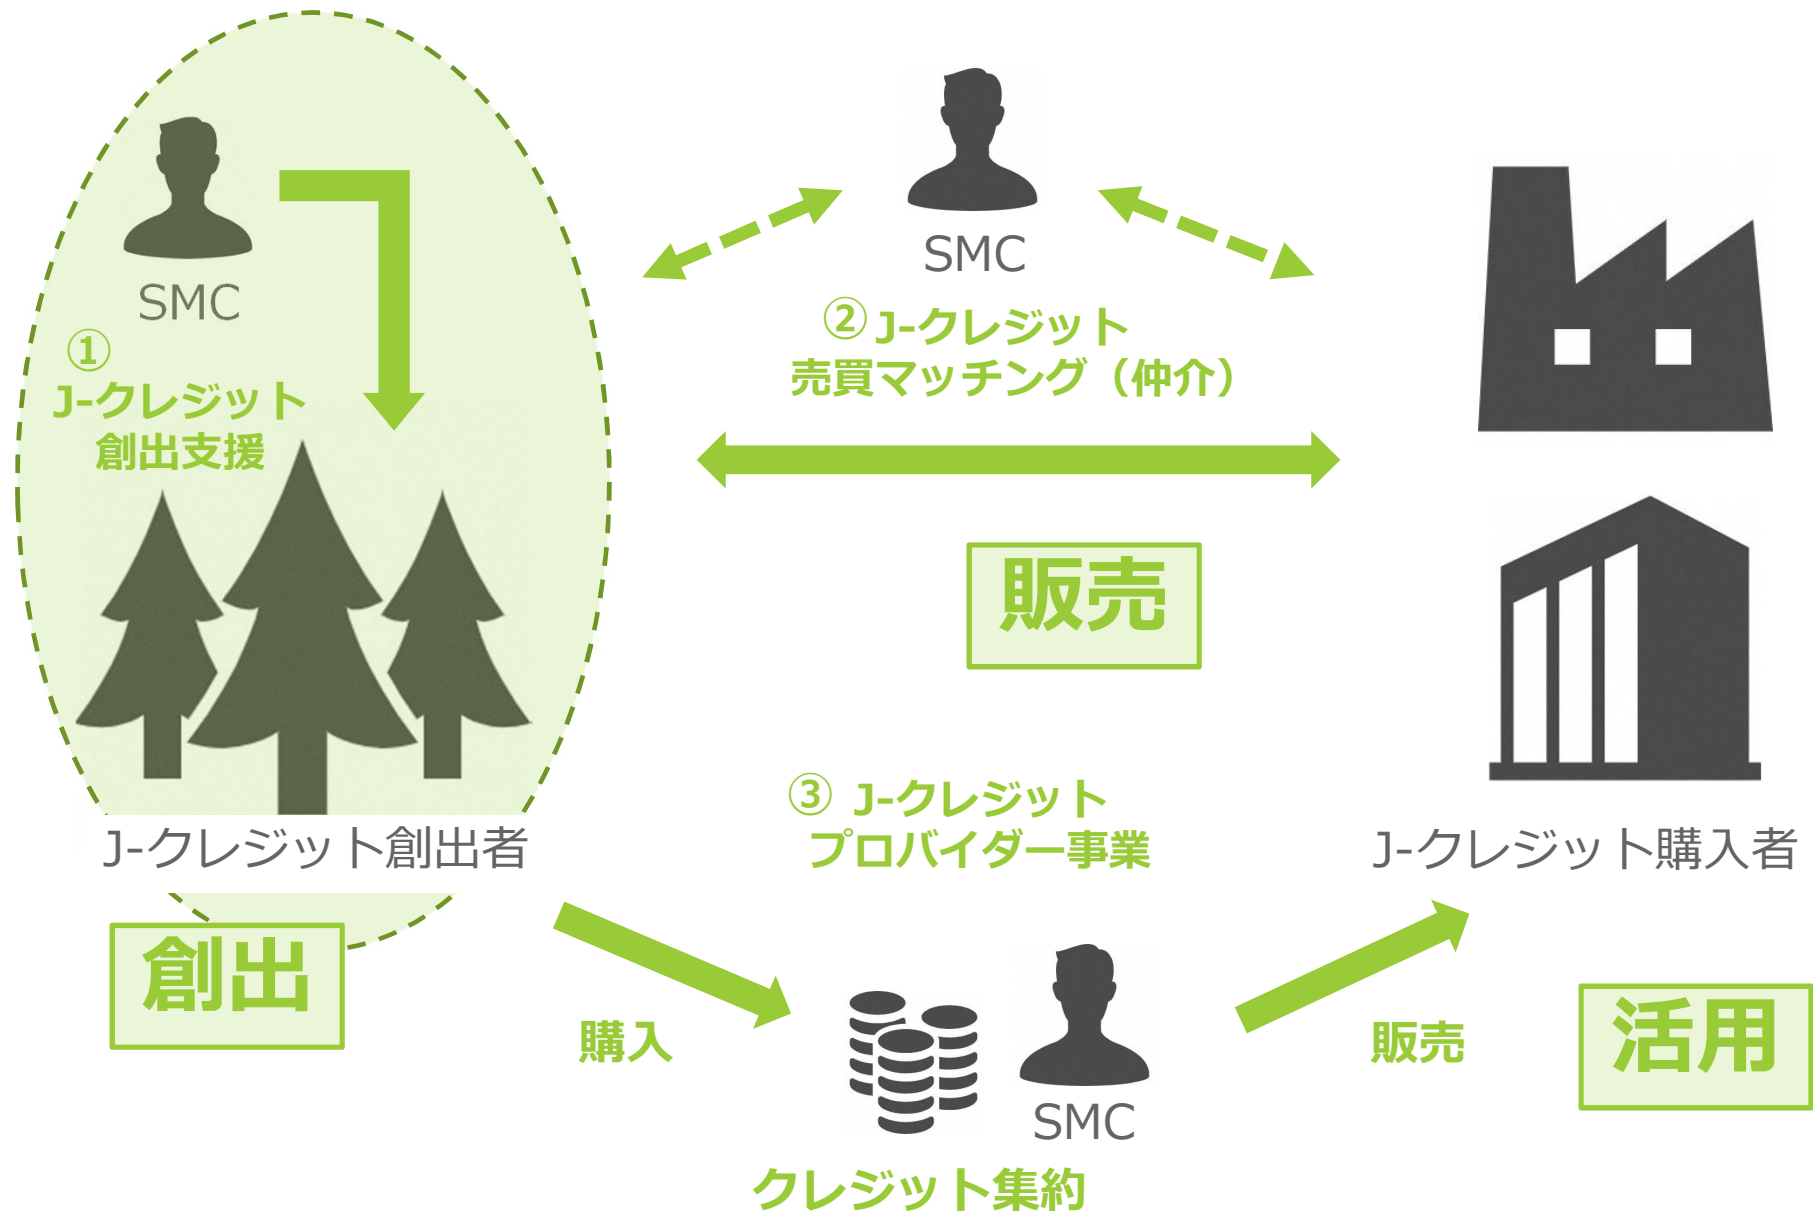 SMC
①
J-クレジット
創出支援
J-クレジット創出者
創出
SMC
②J-クレジット
売買マッチング（仲介）
販売
③ J-クレジット
プロバイダー事業
購入
SMC
クレジット集約
販売
J-クレジット購入者
活用